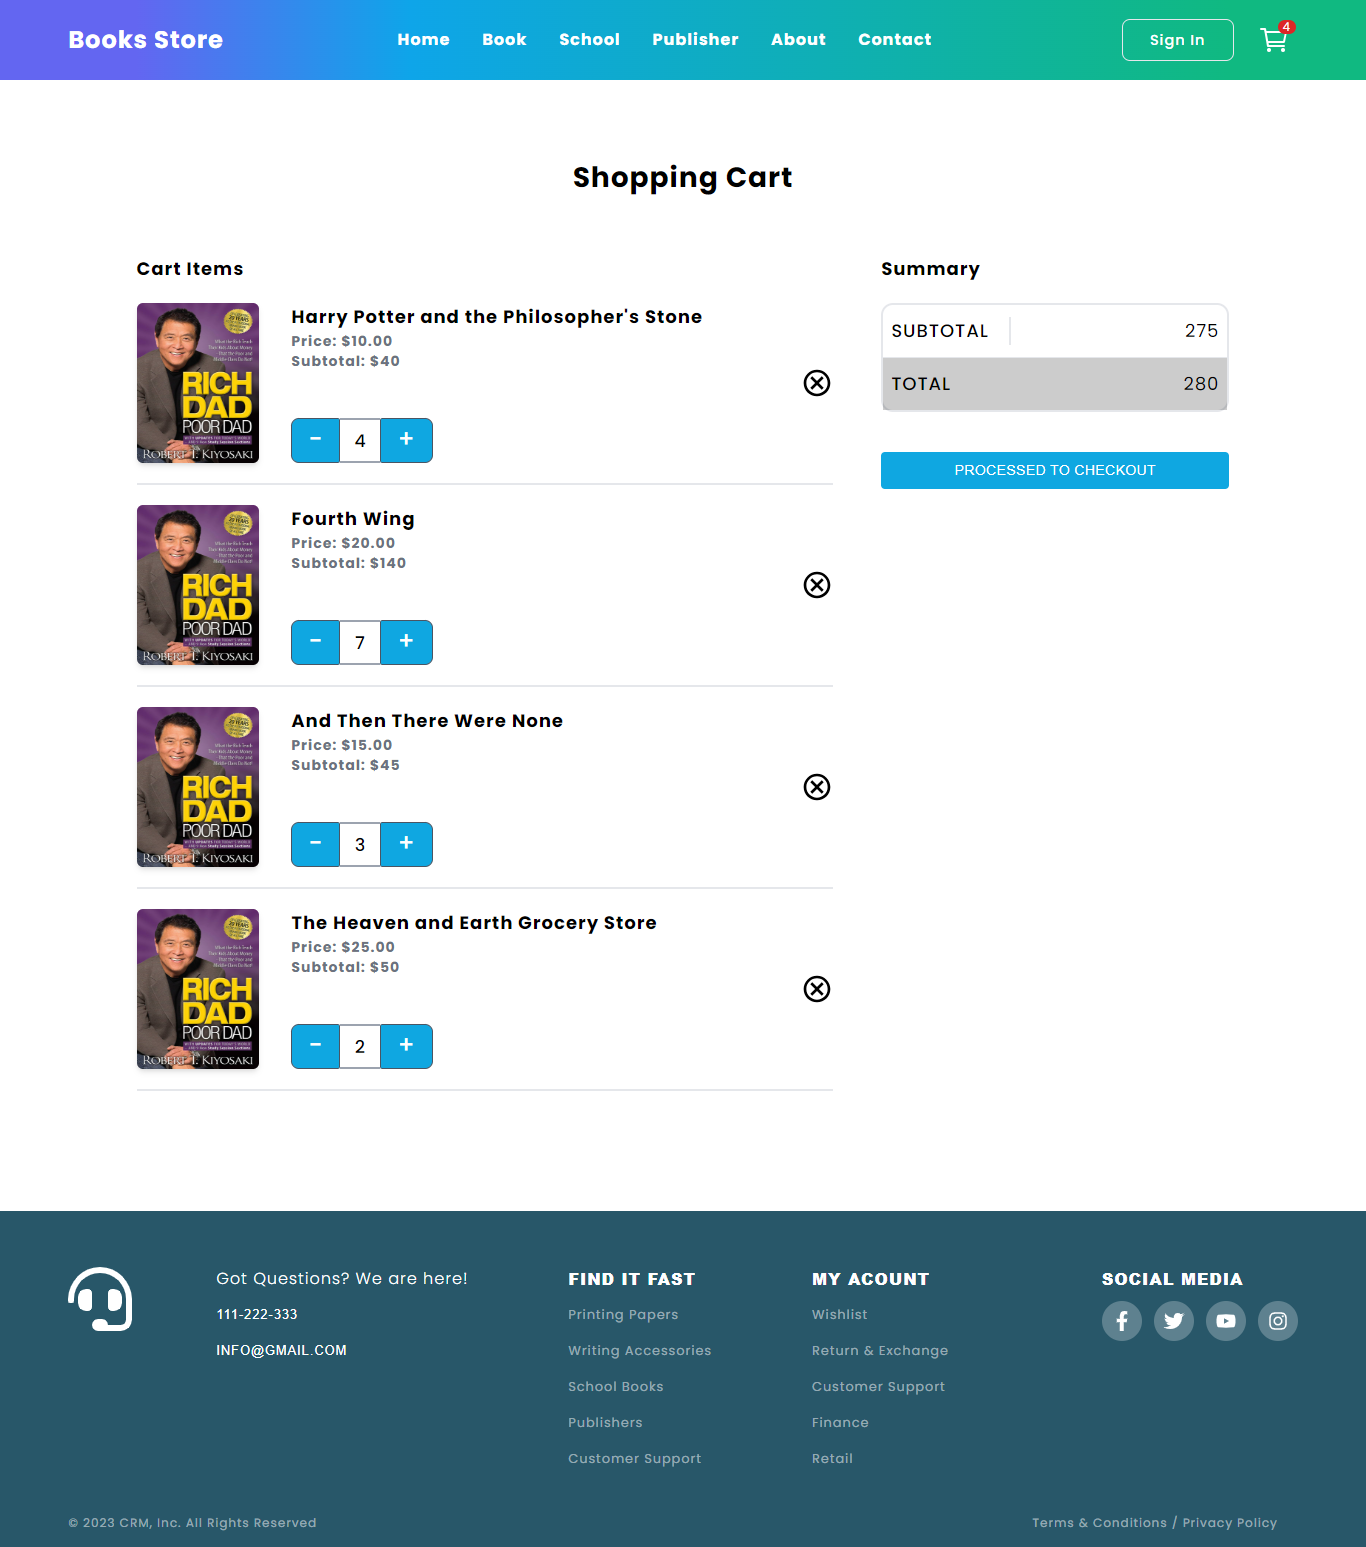 Books Store
Home Book School Publisher About Contact
Sign In
4
Shopping Cart
Cart Items
Summary
RICH
DAD
POOR DAD
ROBERT T. KIYOSAKI
Harry Potter and the Philosopher's Stone
Price: $10.00
Subtotal: $40
- 4 +
SUBTOTAL 275
TOTAL 280
PROCESSED TO CHECKOUT
RICH
DAD
POOR DAD
ROBERT T. KIYOSAKI
Fourth Wing
Price: $20.00
Subtotal: $140
- 7 +
RICH
DAD
POOR DAD
ROBERT T. KIYOSAKI
And Then There Were None
Price: $15.00
Subtotal: $45
- 3 +
RICH
DAD
POOR DAD
ROBERT T. KIYOSAKI
The Heaven and Earth Grocery Store
Price: $25.00
Subtotal: $50
- 2 +
Got Questions? We are here!
111-222-333
INFO@GMAIL.COM
FIND IT FAST
Printing Papers
Writing Accessories
School Books
Publishers
Customer Support
MY ACOUNT
Wishlist
Return & Exchange
Customer Support
Finance
Retail
SOCIAL MEDIA
© 2023 CRM, Inc. All Rights Reserved
Terms & Conditions / Privacy Policy